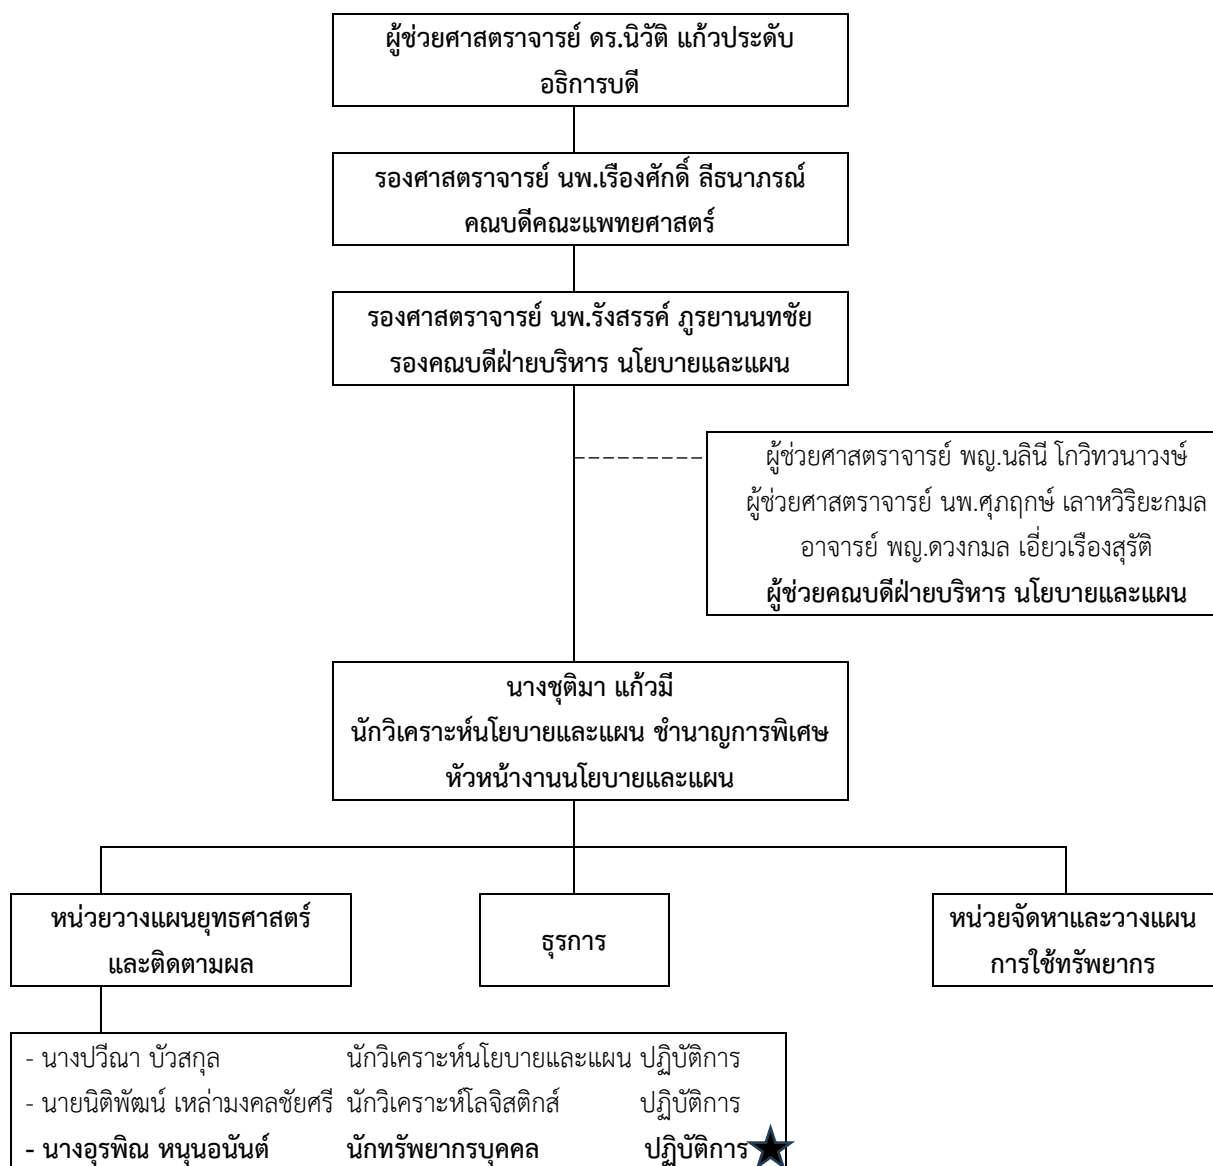 ผู้ช่วยศาสตราจารย์ ดร.นิวัติ แก้วประดับ
อธิการบดี
รองศาสตราจารย์ นพ.เรืองศักดิ์ ลีธนาภรณ์
คณบดีคณะแพทยศาสตร์
รองศาสตราจารย์ นพ.รังสรรค์ ภูรยานนทชัย
รองคณบดีฝ่ายบริหาร นโยบายและแผน
ผู้ช่วยศาสตราจารย์ พญ.นลินี โกวิทวนาวงษ์
ผู้ช่วยศาสตราจารย์ นพ.ศุภฤกษ์ เลาหวิริยะกมล
อาจารย์ พญ.ดวงกมล เอี่ยวเรืองสุรัติ
ผู้ช่วยคณบดีฝ่ายบริหาร นโยบายและแผน
นางชุติมา แก้วมี
นักวิเคราะห์นโยบายและแผน ชำนาญการพิเศษ
หัวหน้างานนโยบายและแผน
หน่วยวางแผนยุทธศาสตร์
และติดตามผล
ธุรการ
หน่วยจัดหาและวางแผน
การใช้ทรัพยากร
- นางปวีณา บัวสกุล นักวิเคราะห์นโยบายและแผน ปฏิบัติการ
- นายนิติพัฒน์ เหล่ามงคลชัยศรี นักวิเคราะห์โลจิสติกส์ ปฏิบัติการ
- นางอุรพิณ หนุนอนันต์ นักทรัพยากรบุคคล ปฏิบัติการ